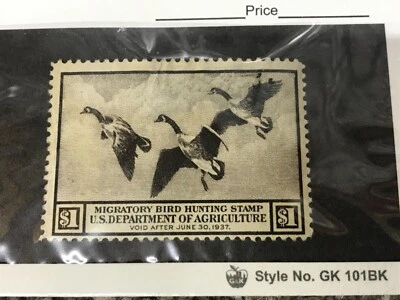 Price
$1 MIGRATORY BIRD HUNTING STAMP $1
U.S. DEPARTMENT OF AGRICULTURE
VOID AFTER JUNE 30, 1937.
G&K Style No. GK 101BK